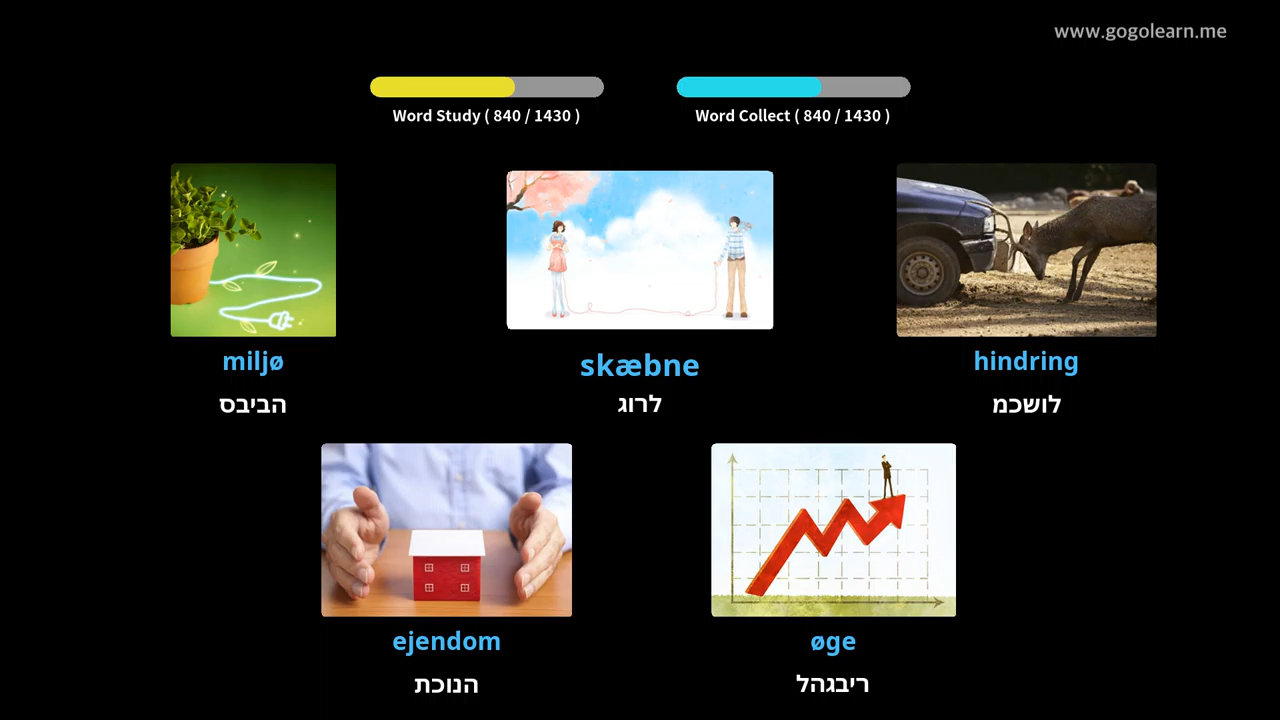 www.gogolearn.me
Word Study ( 840 / 1430 )
Word Collect ( 840 / 1430 )
miljø
skæbne
hindring
הביבס
לרוג
לושכמ
ejendom
øge
הנוכת
ריבגהל